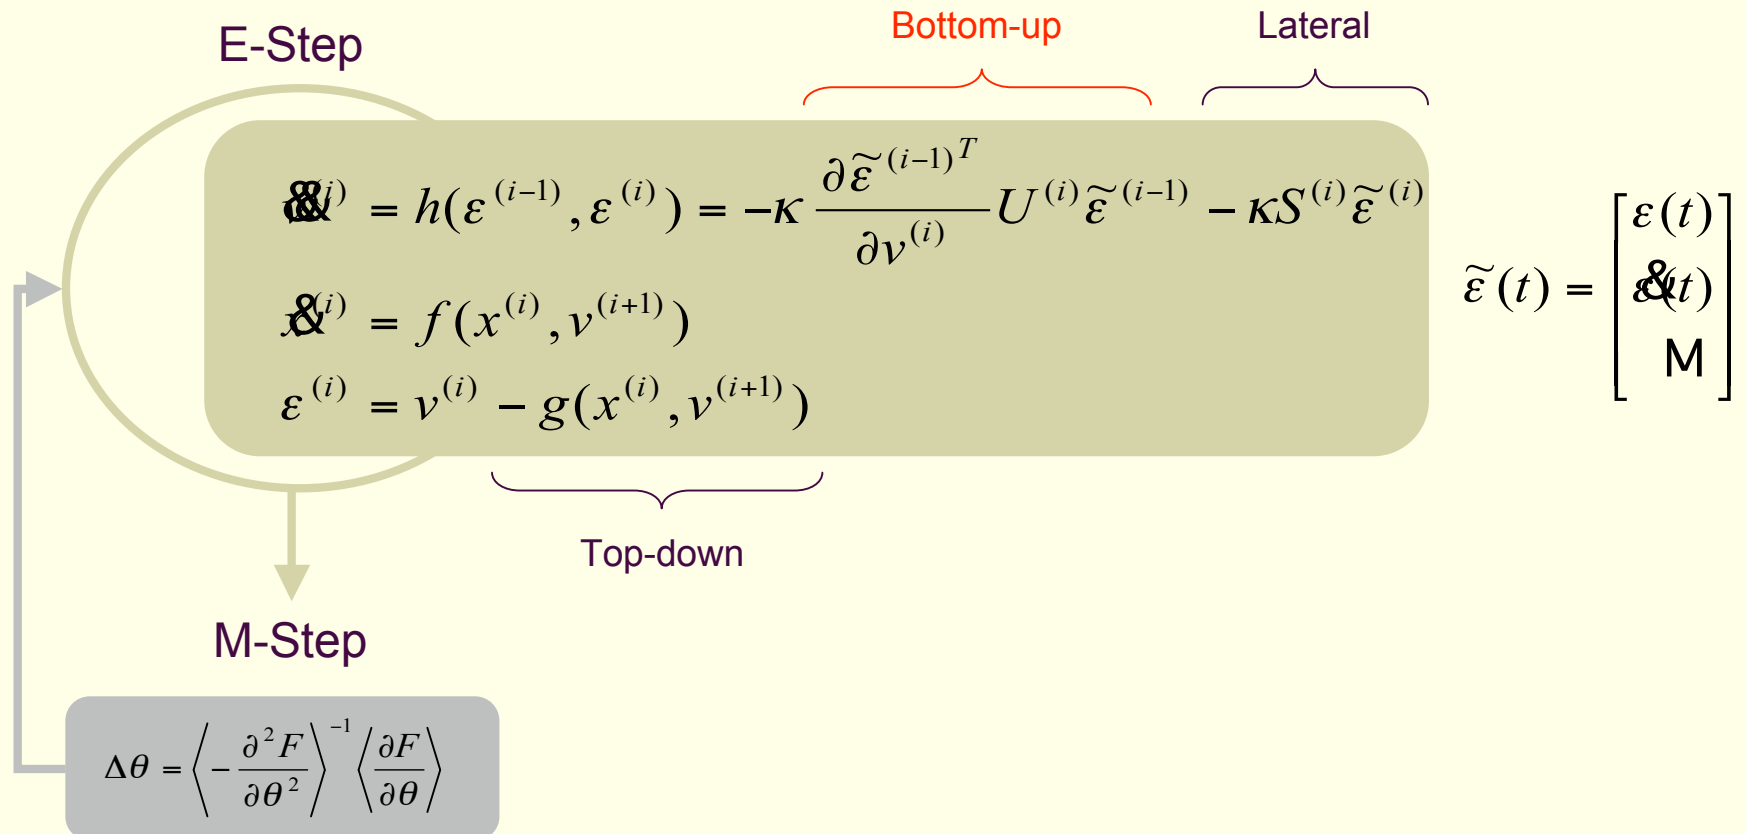 E-Step
Bottom-up
Lateral
&&^{(i)} = h(ε^{(i−1)}, ε^{(i)}) = −κ ∂ε̃^{(i−1)T}/∂v^{(i)} U^{(i)} ε̃^{(i−1)} − κS^{(i)} ε̃^{(i)}
x&^{(i)} = f(x^{(i)}, v^{(i+1)})
ε^{(i)} = v^{(i)} − g(x^{(i)}, v^{(i+1)})
ε̃(t) = [ε(t)
ε&(t)
M]
Top-down
M-Step
Δθ = ⟨−∂²F/∂θ²⟩^{−1} ⟨∂F/∂θ⟩